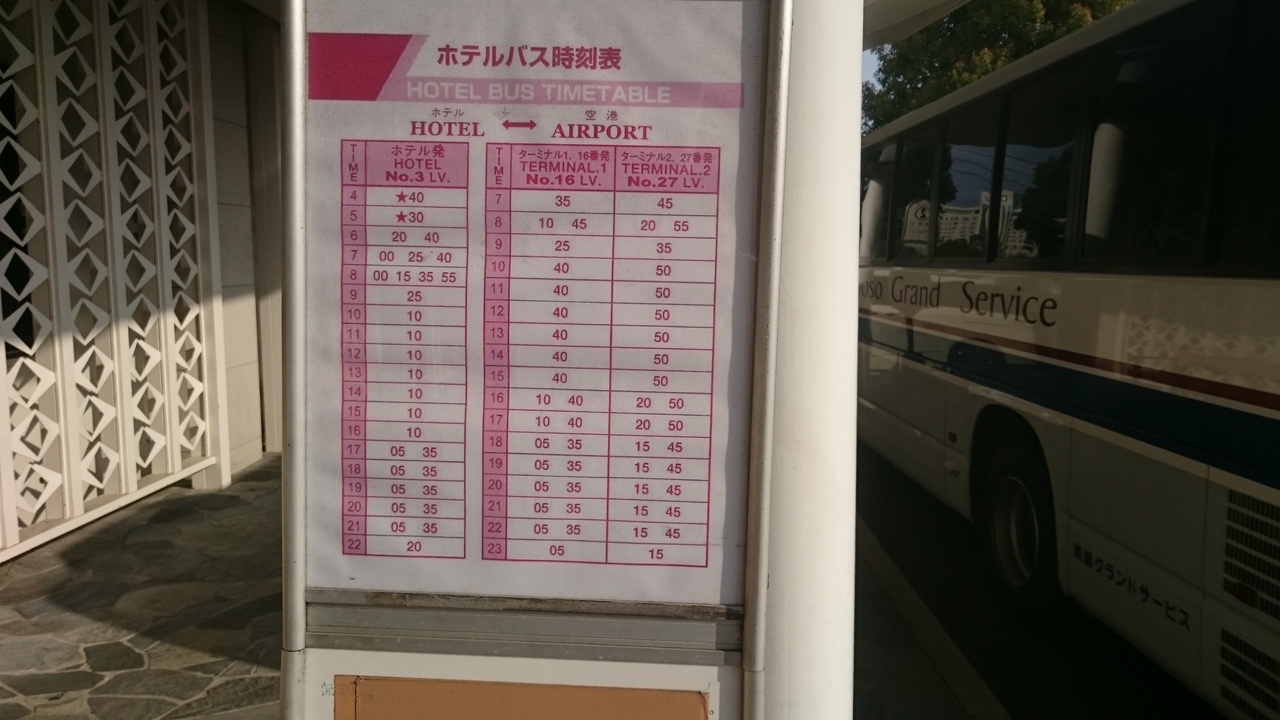 ホテルバス時刻表
HOTEL BUS TIMETABLE
ホテル 空港
HOTEL ↔ AIRPORT
TIME ホテル発 HOTEL No.3 LV.
4 ★40
5 ★30
6 20 40
7 00 25 40
8 00 15 35 55
9 25
10 10
11 10
12 10
13 10
14 10
15 10
16 10
17 05 35
18 05 35
19 05 35
20 05 35
21 05 35
22 20
TIME ターミナル1. 16番発 TERMINAL.1 No.16 LV. ターミナル2. 27番発 TERMINAL.2 No.27 LV.
7 35 45
8 10 45 20 55
9 25 35
10 40 50
11 40 50
12 40 50
13 40 50
14 40 50
15 40 50
16 10 40 20 50
17 10 40 20 50
18 05 35 15 45
19 05 35 15 45
20 05 35 15 45
21 05 35 15 45
22 05 35 15 45
23 05 15
Grand Service
グランドサービス